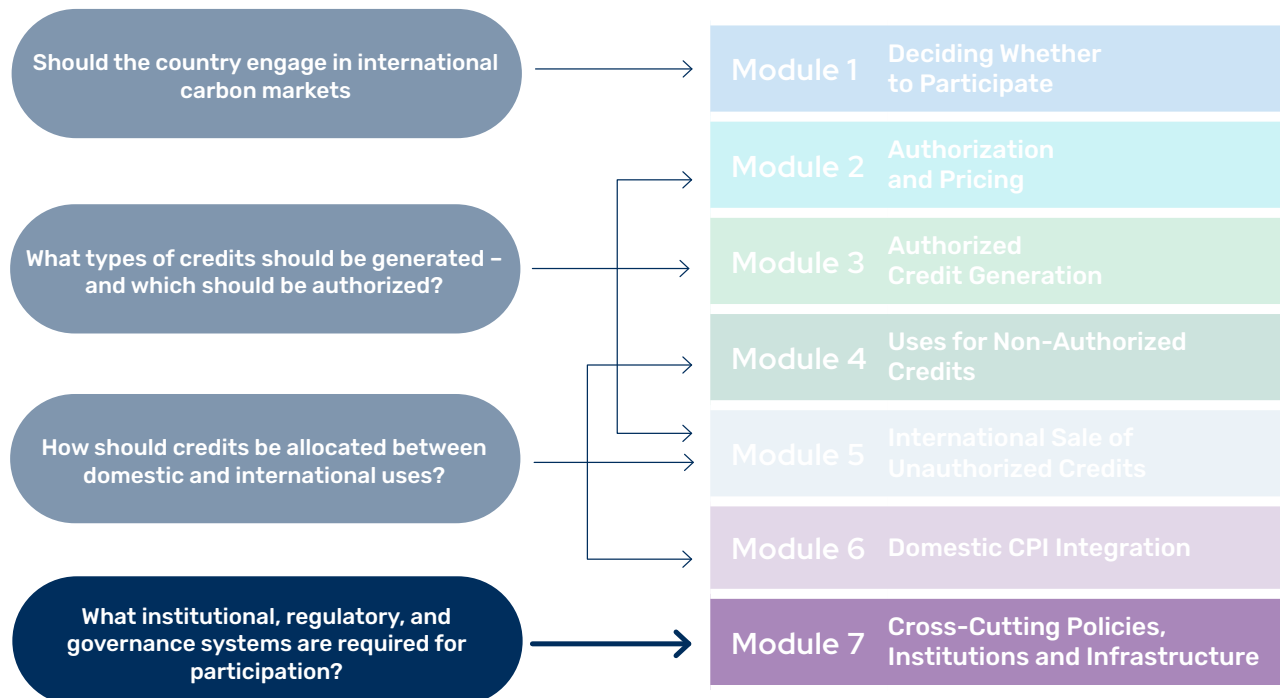 Should the country engage in international
carbon markets
What types of credits should be generated –
and which should be authorized?
How should credits be allocated between
domestic and international uses?
What institutional, regulatory, and
governance systems are required for
participation?
Module 1
Deciding Whether
to Participate
Module 2
Authorization
and Pricing
Module 3
Authorized
Credit Generation
Module 4
Uses for Non-Authorized
Credits
Module 5
International Sale of
Unauthorized Credits
Module 6
Domestic CPI Integration
Module 7
Cross-Cutting Policies,
Institutions and Infrastructure